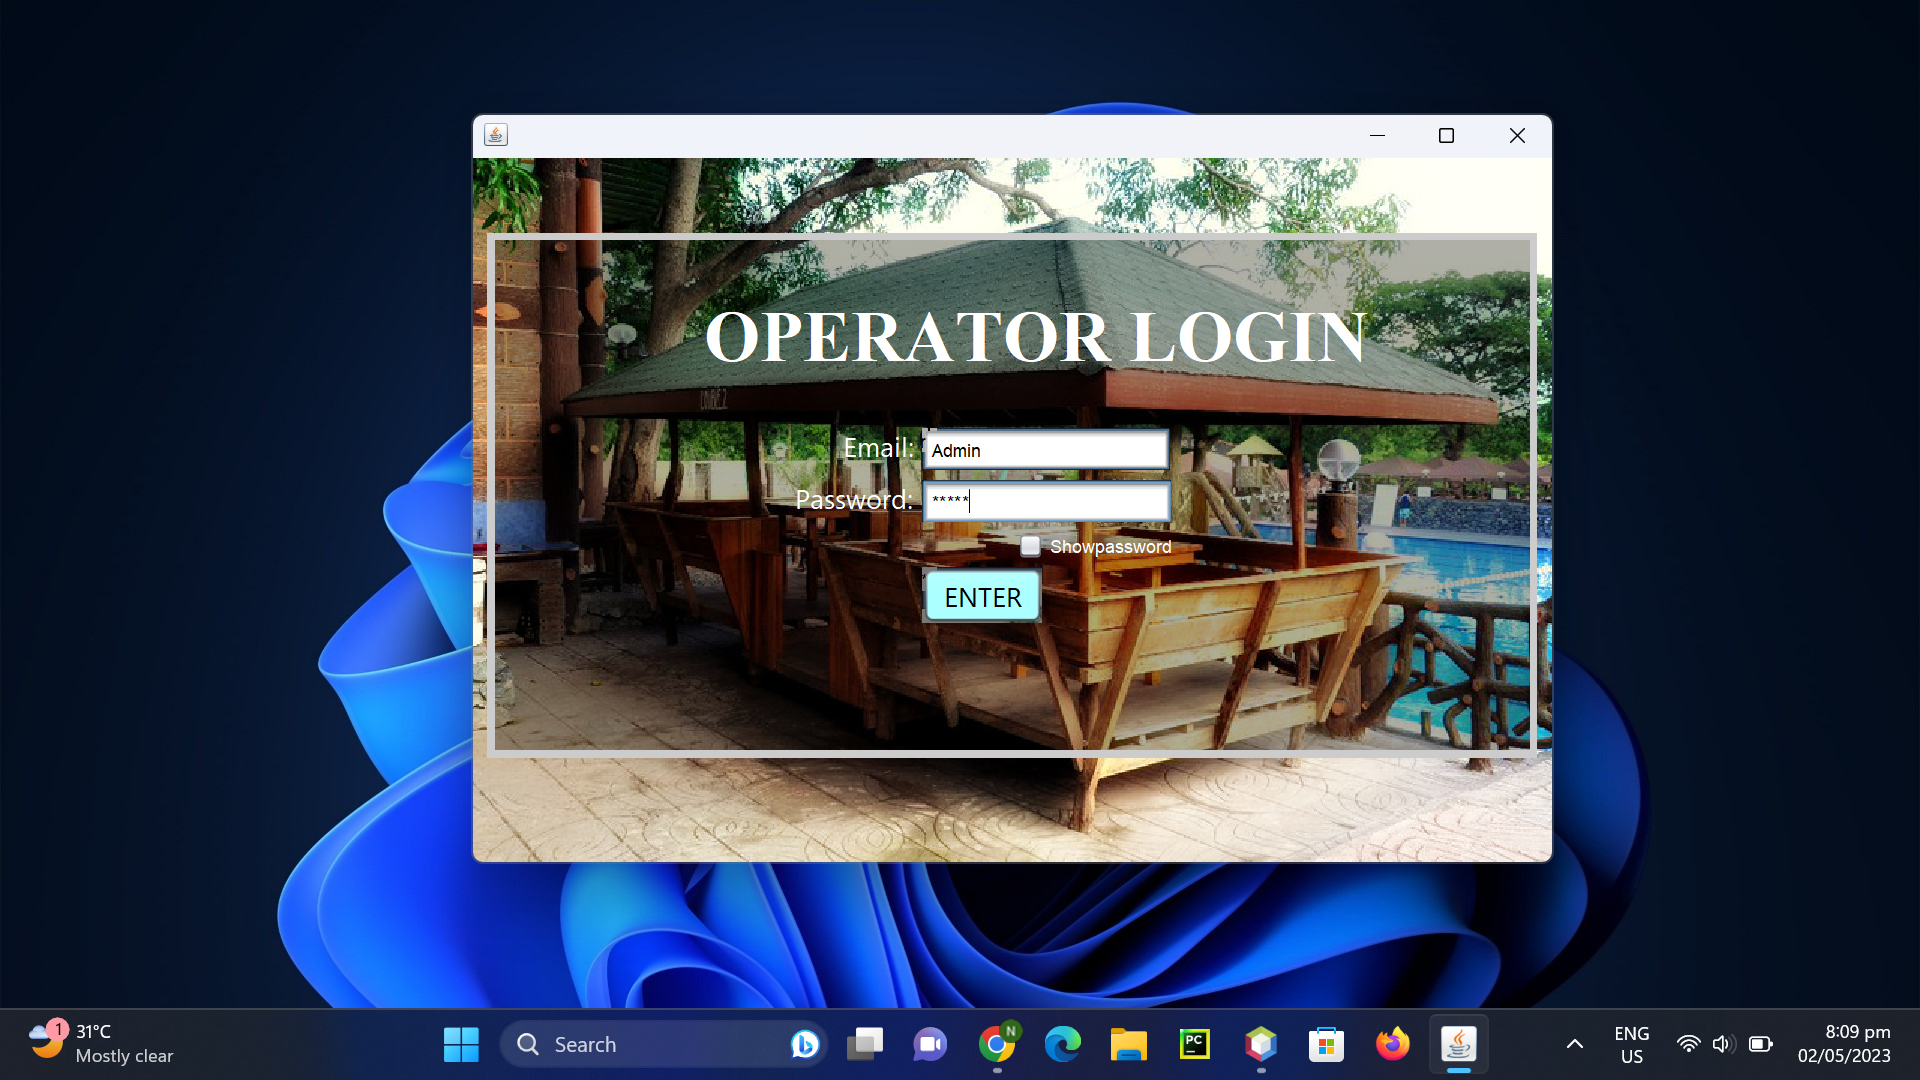 OPERATOR LOGIN
Email: Admin
Password: *****
Showpassword
ENTER
1
31°C
Mostly clear
Search
N
PC
ENG
US
8:09 pm
02/05/2023